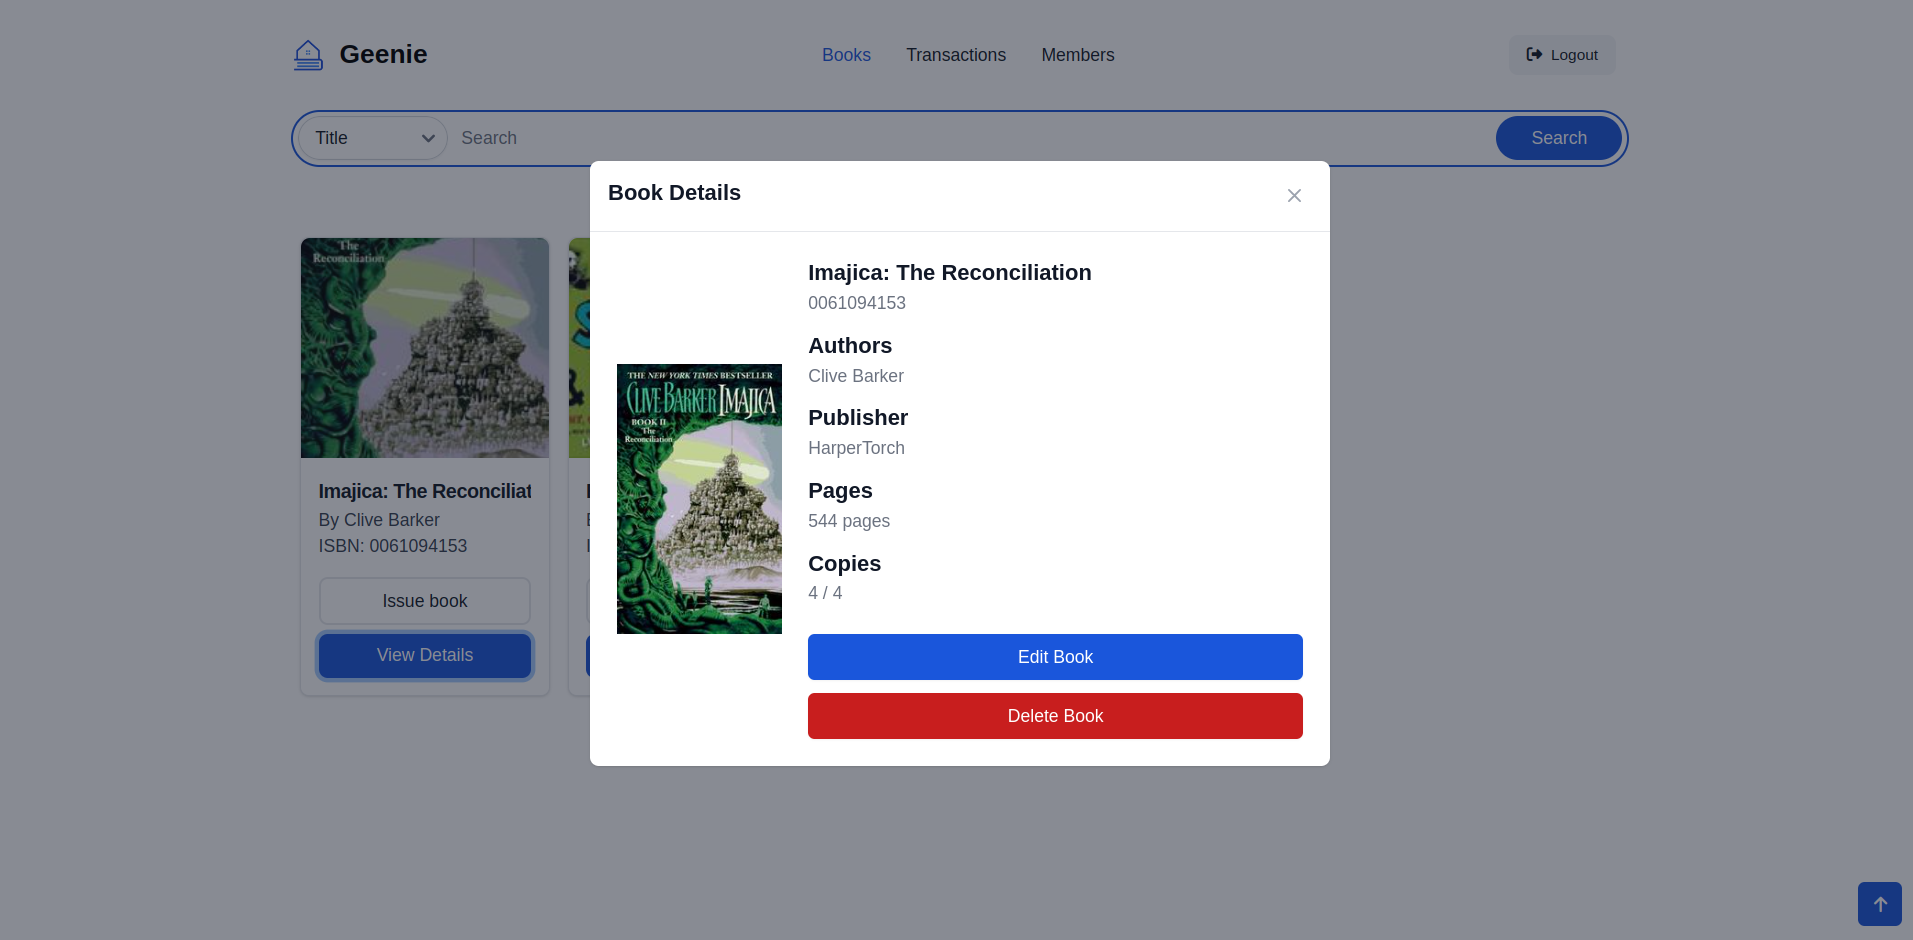 Geenie
Books
Transactions
Members
Logout
Title
Search
Search
Book Details
Imajica: The Reconciliation
0061094153
Authors
Clive Barker
Publisher
HarperTorch
Pages
544 pages
Copies
4 / 4
Edit Book
Delete Book
THE NEW YORK TIMES BESTSELLER
CLIVE BARKER IMAJICA
BOOK II
The
Reconciliation
The
Reconciliation
Imajica: The Reconciliat
By Clive Barker
ISBN: 0061094153
Issue book
View Details